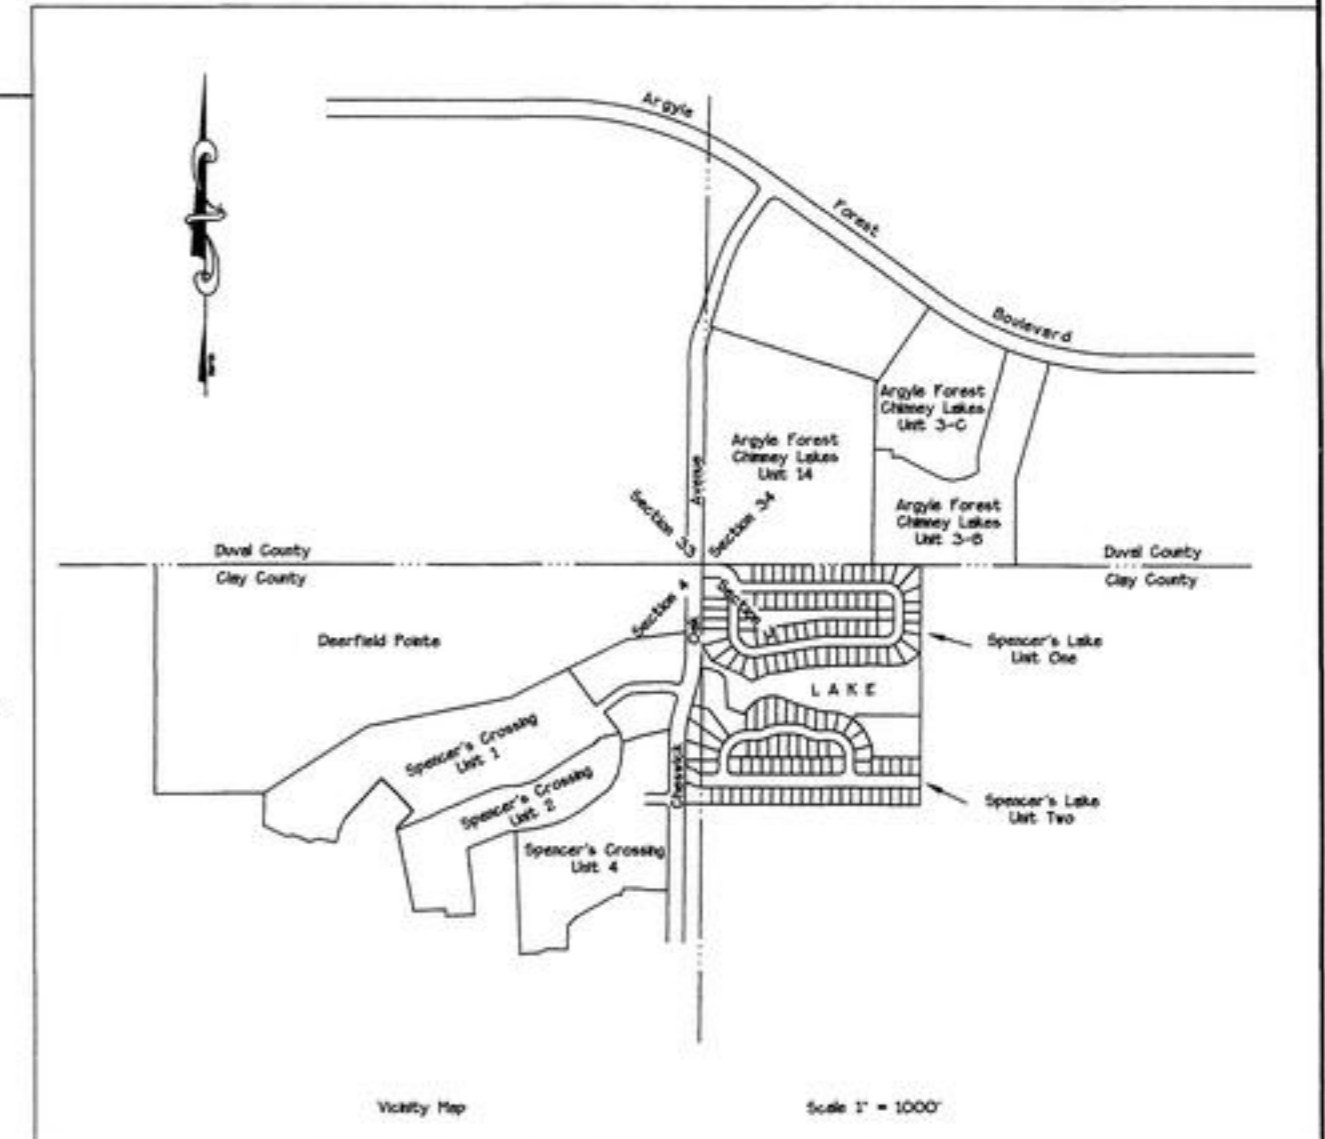 Argyle
Forest
Boulevard
Argyle Forest
Chimney Lakes
Unit 3-C
Argyle Forest
Chimney Lakes
Unit 14
Avenue
Section 33
Section 34
Argyle Forest
Chimney Lakes
Unit 3-B
Duval County
Duval County
Clay County
Clay County
Section 4
Section
Oak
Deerfield Pointe
Spencer's Lake
Unit One
LAKE
Spencer's Crossing
Unit 1
Cheswick
Spencer's Crossing
Unit 2
Spencer's Lake
Unit Two
Spencer's Crossing
Unit 4
Vicinity Map
Scale 1" = 1000'